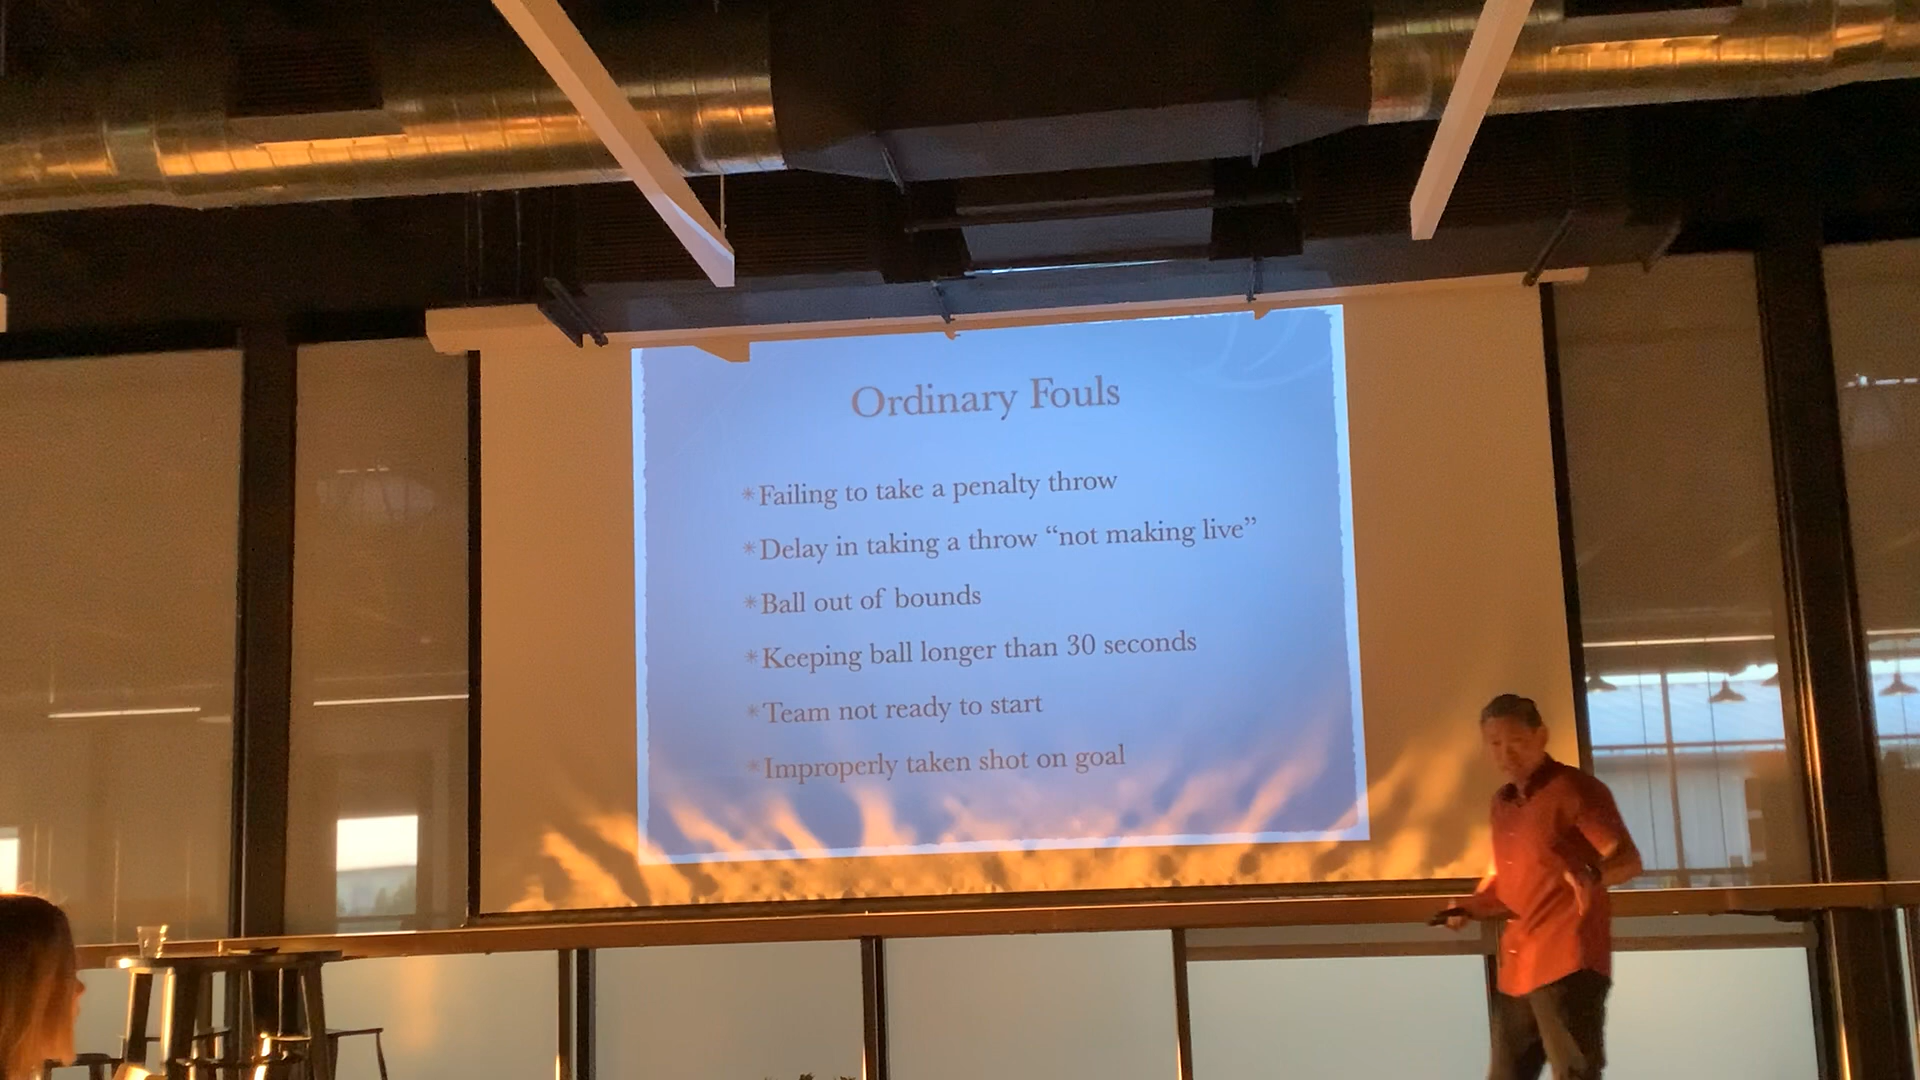 Ordinary Fouls
*Failing to take a penalty throw
*Delay in taking a throw “not making live”
*Ball out of bounds
*Keeping ball longer than 30 seconds
*Team not ready to start
*Improperly taken shot on goal